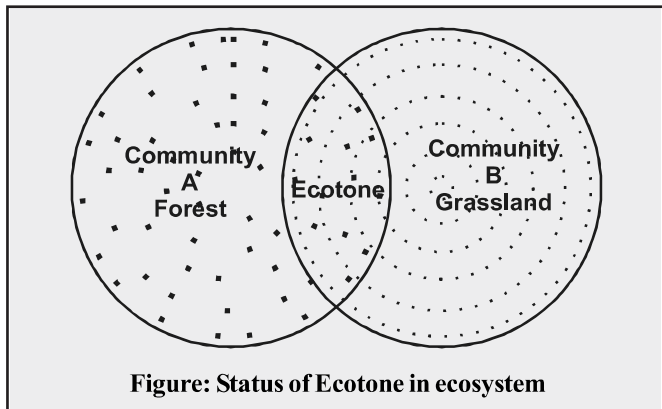 Community
A
Forest
Ecotone
Community
B
Grassland
Figure: Status of Ecotone in ecosystem